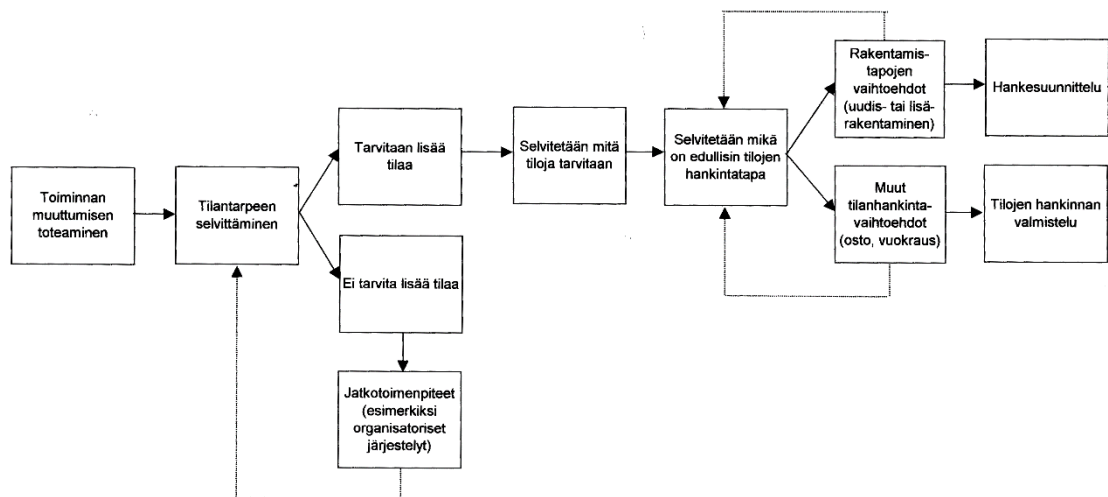 Toiminnan
muuttumisen
toteaminen
Tilantarpeen
selvittäminen
Tarvitaan lisää
tilaa
Ei tarvita lisää tilaa
Jatkotoimenpiteet
(esimerkiksi
organisatoriset
järjestelyt)
Selvitetään mitä
tiloja tarvitaan
Selvitetään mikä
on edullisin tilojen
hankintatapa
Rakentamis-
tapojen
vaihtoehdot
(uudis- tai lisä-
rakentaminen)
Hankesuunnittelu
Muut
tilanhankinta-
vaihtoehdot
(osto, vuokraus)
Tilojen hankinnan
valmistelu